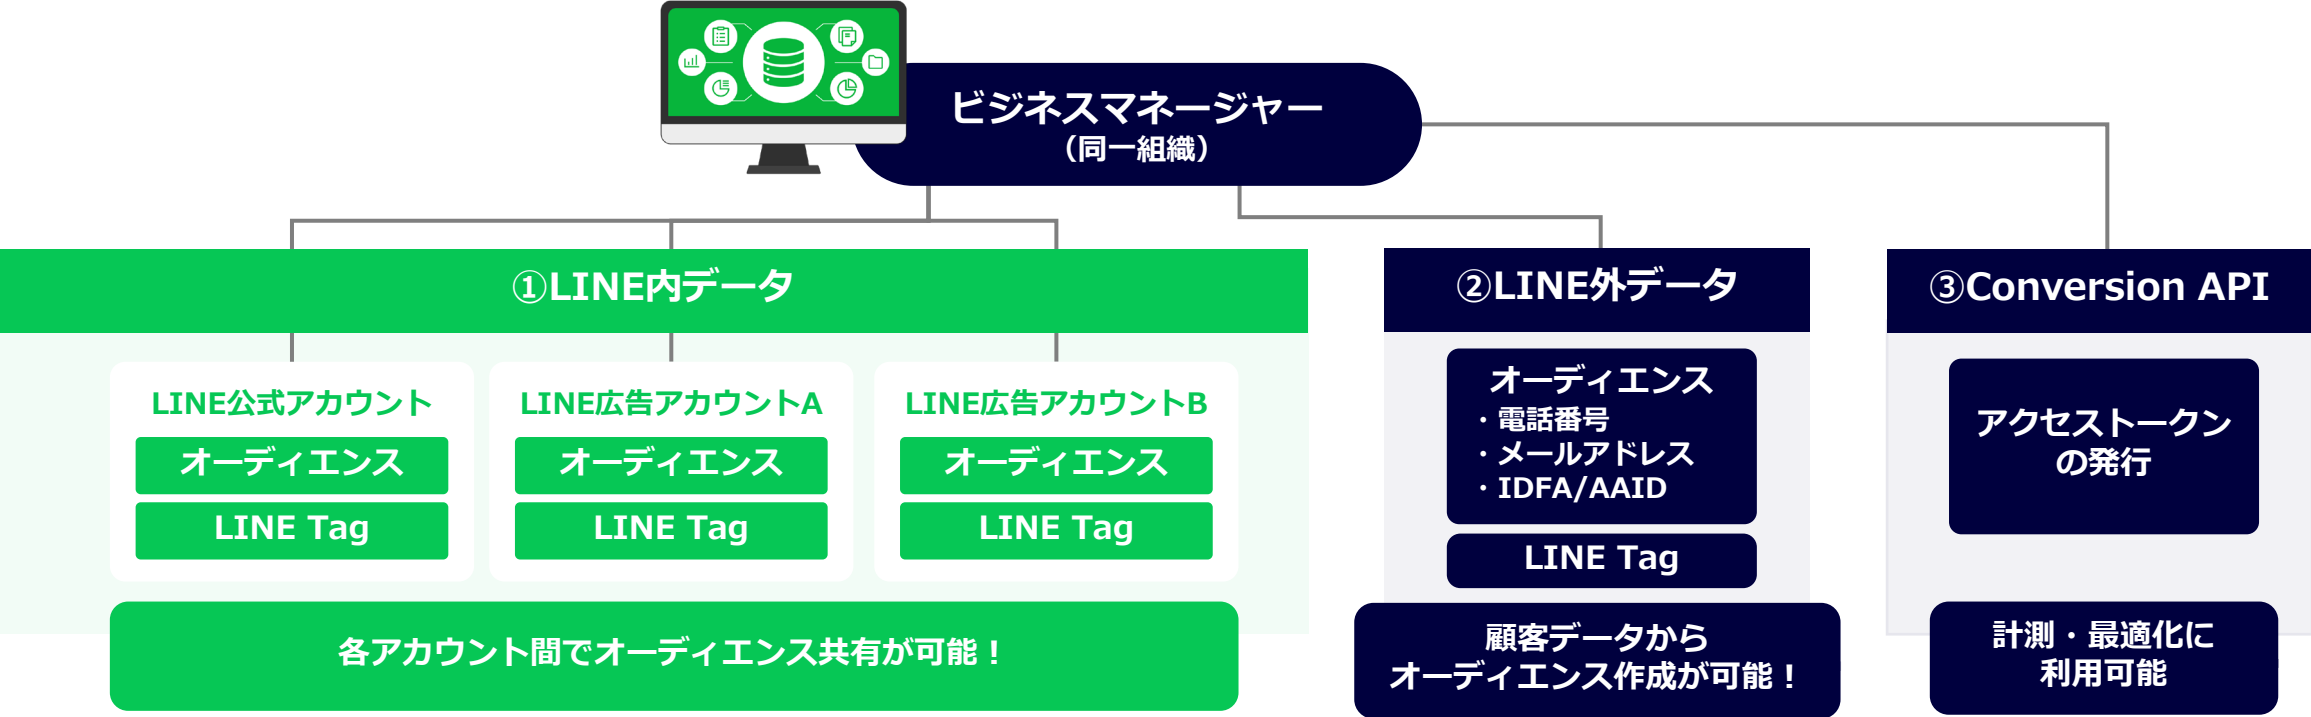 ビジネスマネージャー
（同一組織）
①LINE内データ
LINE公式アカウント
オーディエンス
LINE Tag
LINE広告アカウントA
オーディエンス
LINE Tag
LINE広告アカウントB
オーディエンス
LINE Tag
各アカウント間でオーディエンス共有が可能！
②LINE外データ
オーディエンス
・電話番号
・メールアドレス
・IDFA/AAID
LINE Tag
顧客データから
オーディエンス作成が可能！
③Conversion API
アクセストークン
の発行
計測・最適化に
利用可能